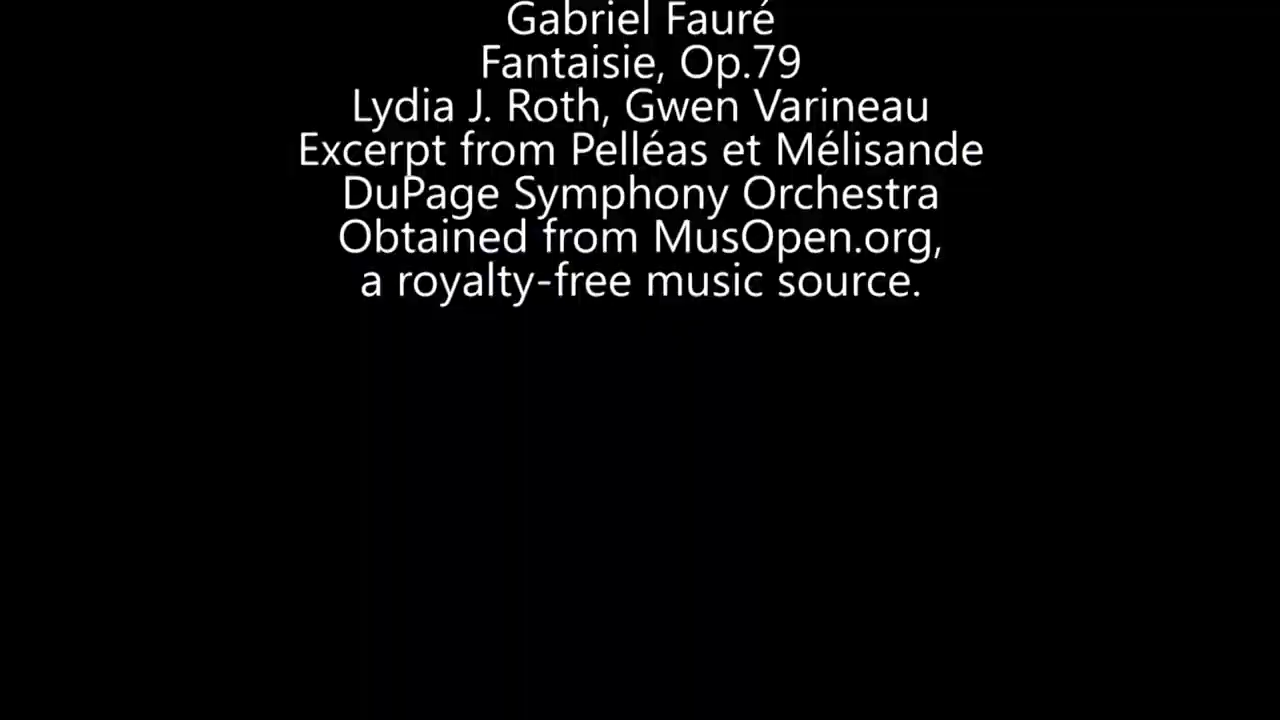 Gabriel Fauré
Fantaisie, Op.79
Lydia J. Roth, Gwen Varineau
Excerpt from Pelléas et Mélisande
DuPage Symphony Orchestra
Obtained from MusOpen.org,
a royalty-free music source.